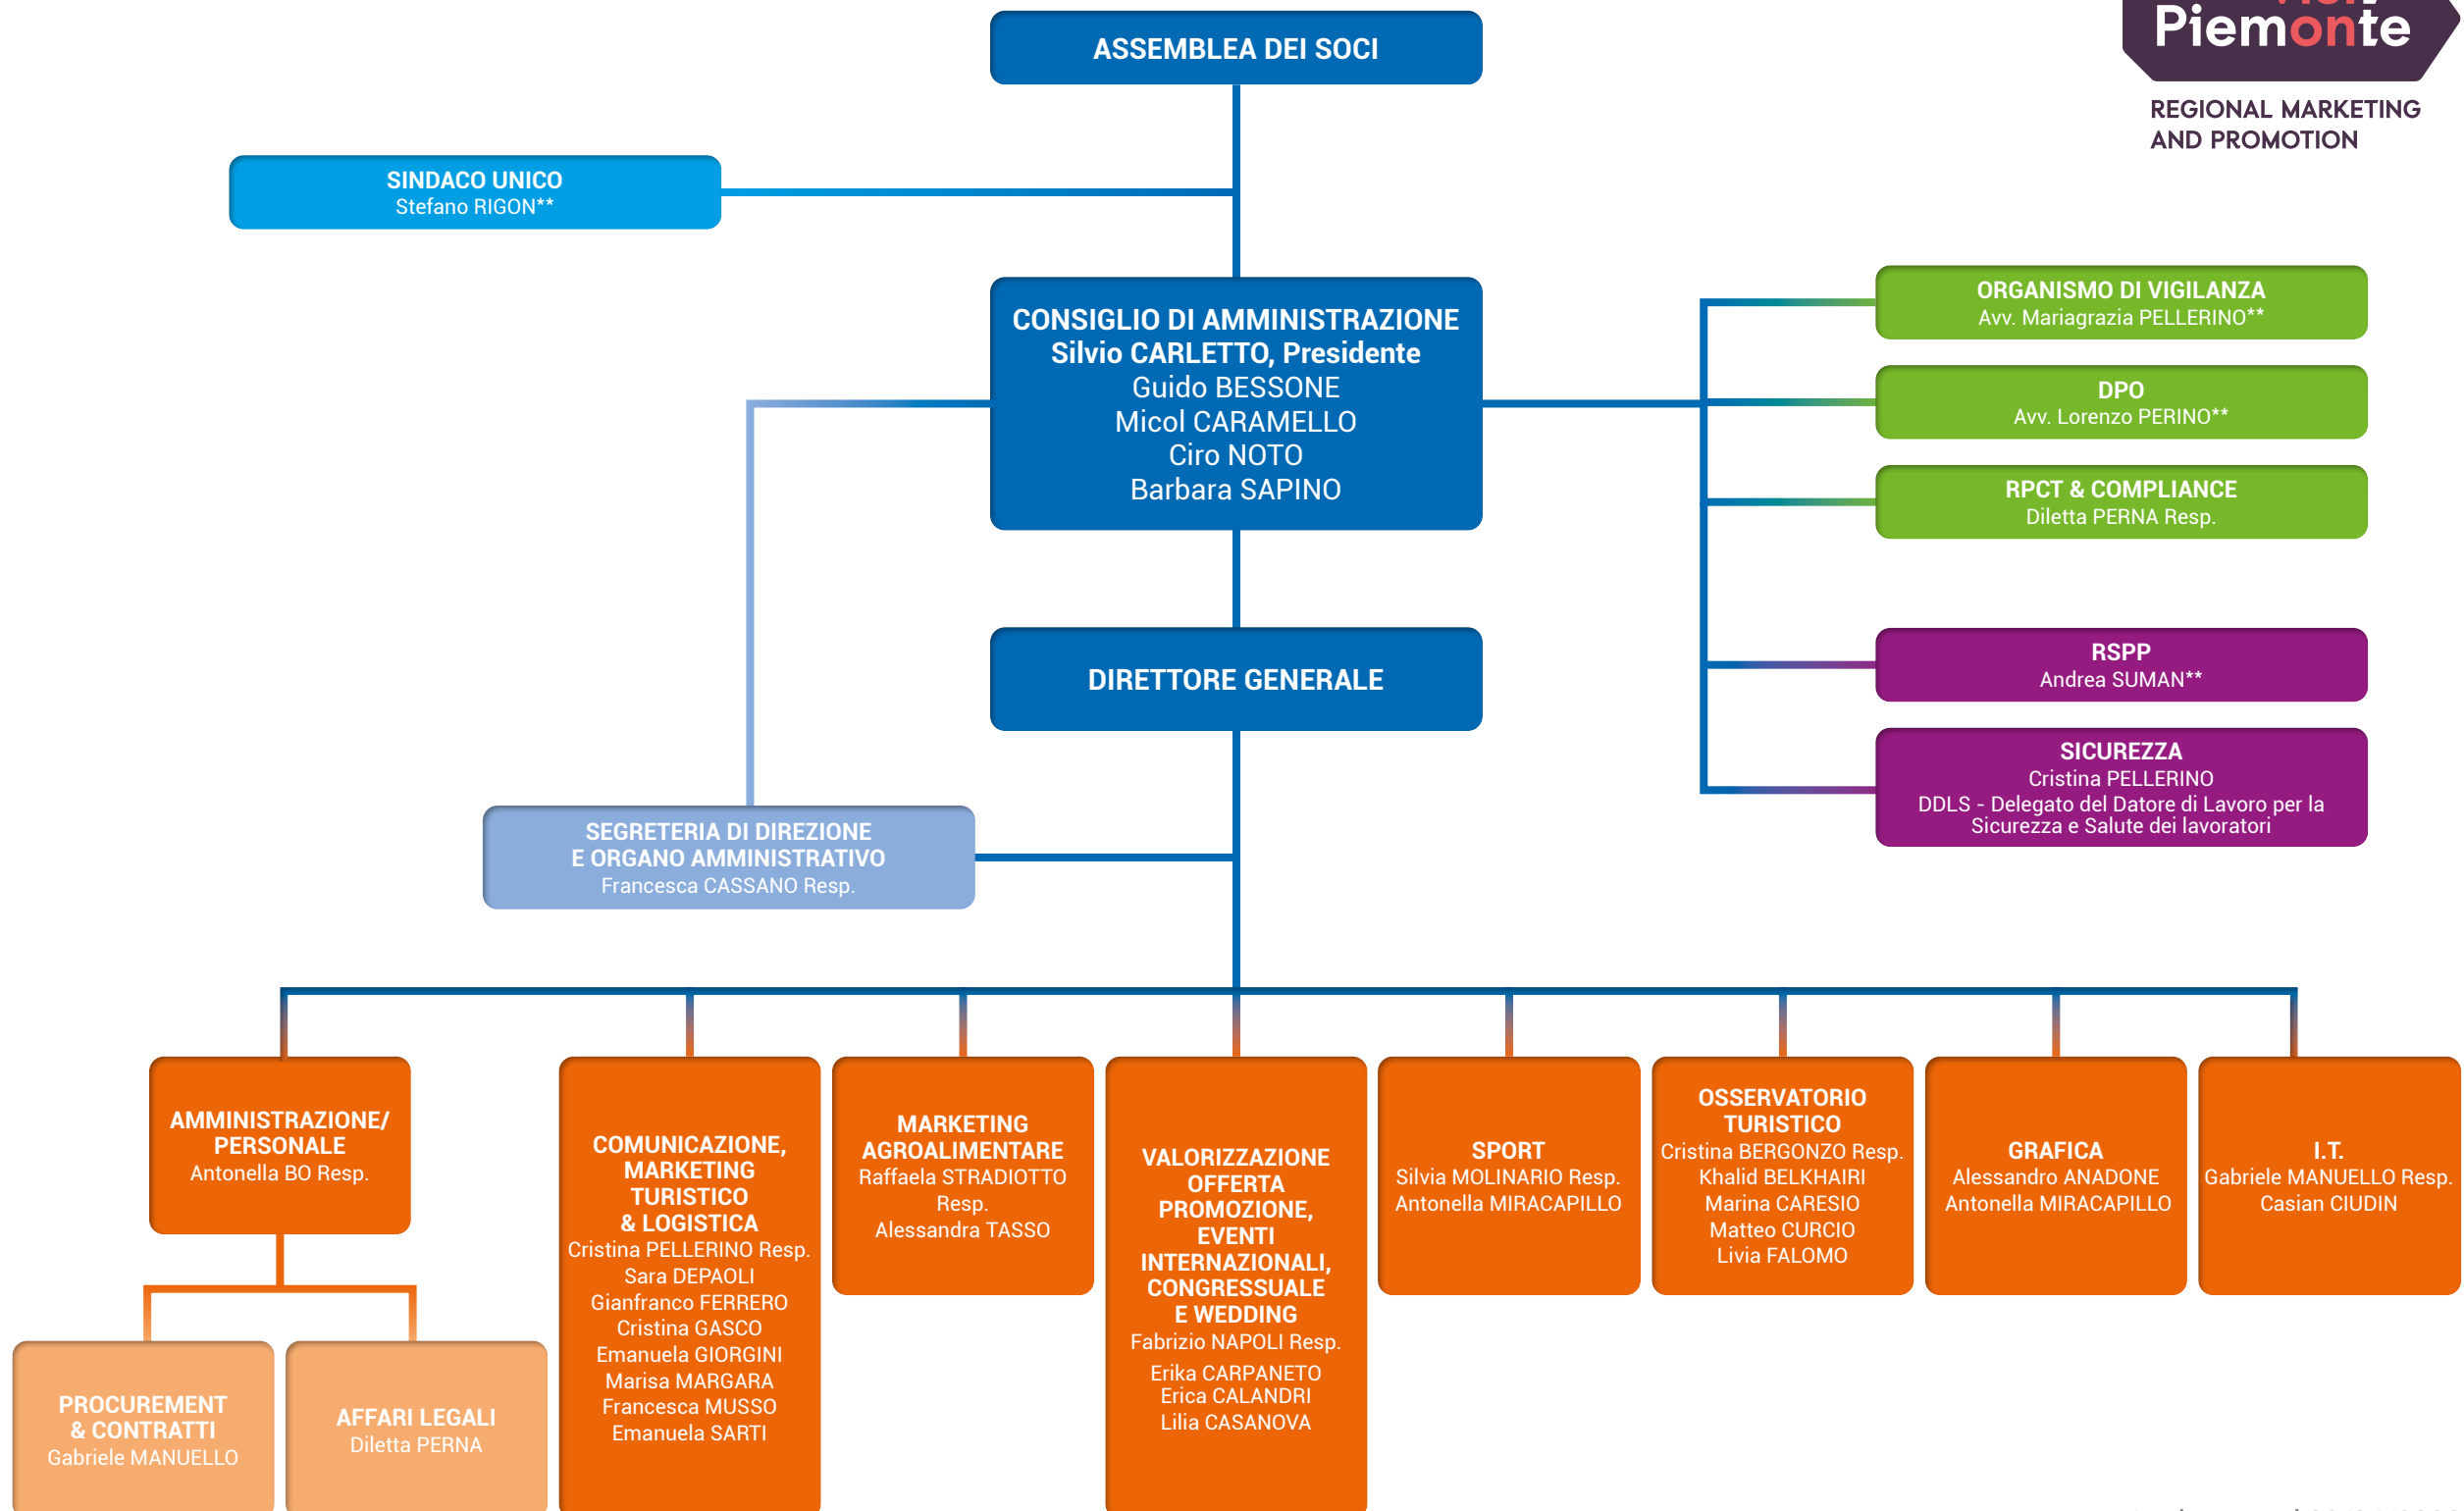 ASSEMBLEA DEI SOCI
Piemonte
REGIONAL MARKETING
AND PROMOTION
SINDACO UNICO
Stefano RIGON**
CONSIGLIO DI AMMINISTRAZIONE
Silvio CARLETTO, Presidente
Guido BESSONE
Micol CARAMELLO
Ciro NOTO
Barbara SAPINO
ORGANISMO DI VIGILANZA
Avv. Mariagrazia PELLERINO**
DPO
Avv. Lorenzo PERINO**
RPCT & COMPLIANCE
Diletta PERNA Resp.
DIRETTORE GENERALE
RSPP
Andrea SUMAN**
SICUREZZA
Cristina PELLERINO
DDLS - Delegato del Datore di Lavoro per la
Sicurezza e Salute dei lavoratori
SEGRETERIA DI DIREZIONE
E ORGANO AMMINISTRATIVO
Francesca CASSANO Resp.
AMMINISTRAZIONE/
PERSONALE
Antonella BO Resp.
PROCUREMENT
& CONTRATTI
Gabriele MANUELLO
AFFARI LEGALI
Diletta PERNA
COMUNICAZIONE,
MARKETING
TURISTICO
& LOGISTICA
Cristina PELLERINO Resp.
Sara DEPAOLI
Gianfranco FERRERO
Cristina GASCO
Emanuela GIORGINI
Marisa MARGARA
Francesca MUSSO
Emanuela SARTI
MARKETING
AGROALIMENTARE
Raffaela STRADIOTTO
Resp.
Alessandra TASSO
VALORIZZAZIONE
OFFERTA
PROMOZIONE,
EVENTI
INTERNAZIONALI,
CONGRESSUALE
E WEDDING
Fabrizio NAPOLI Resp.
Erika CARPANETO
Erica CALANDRI
Lilia CASANOVA
SPORT
Silvia MOLINARIO Resp.
Antonella MIRACAPILLO
OSSERVATORIO
TURISTICO
Cristina BERGONZO Resp.
Khalid BELKHAIRI
Marina CARESIO
Matteo CURCIO
Livia FALOMO
GRAFICA
Alessandro ANADONE
Antonella MIRACAPILLO
I.T.
Gabriele MANUELLO Resp.
Casian CIUDIN